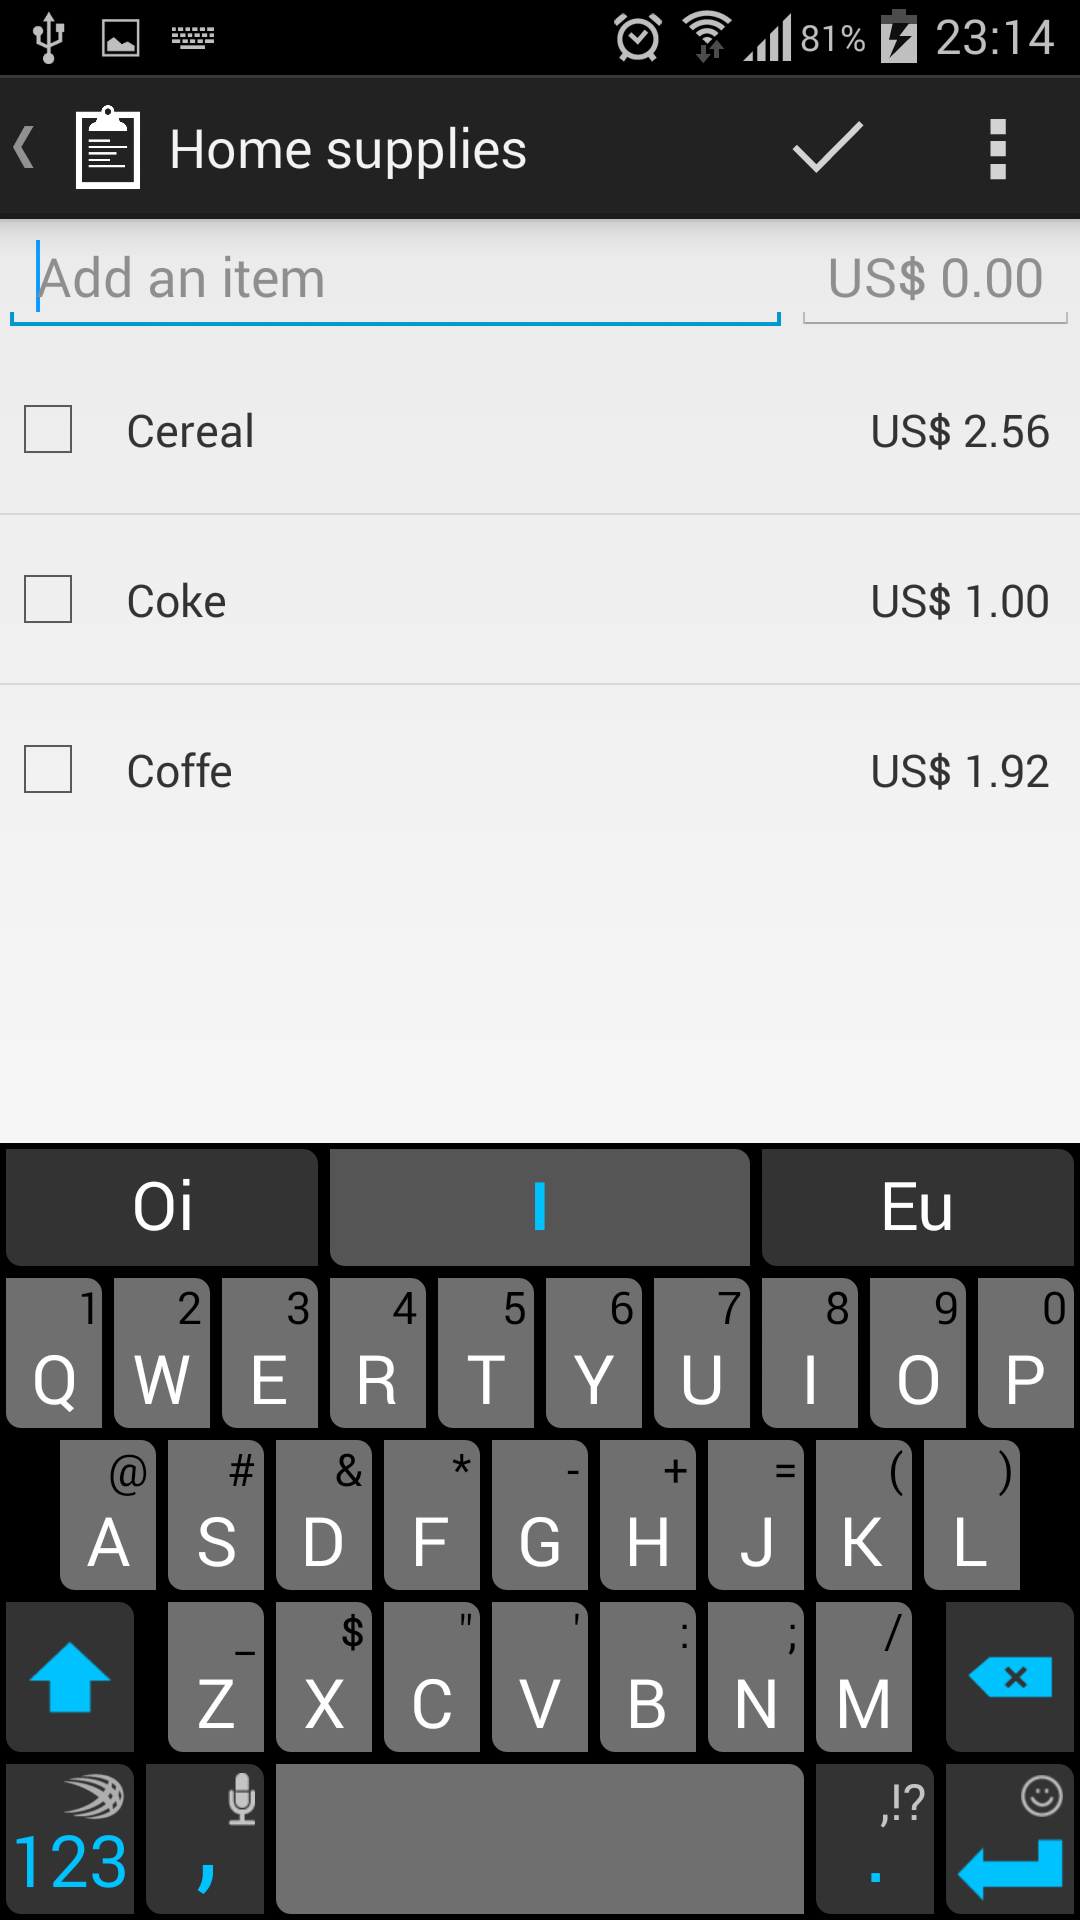 81% 23:14
Home supplies
Add an item US$ 0.00
Cereal US$ 2.56
Coke US$ 1.00
Coffe US$ 1.92
Oi I Eu
1 2 3 4 5 6 7 8 9 0
Q W E R T Y U I O P
@ # & * - + = ( )
A S D F G H J K L
_ $ " ' : ; /
Z X C V B N M
,!?
123 , .